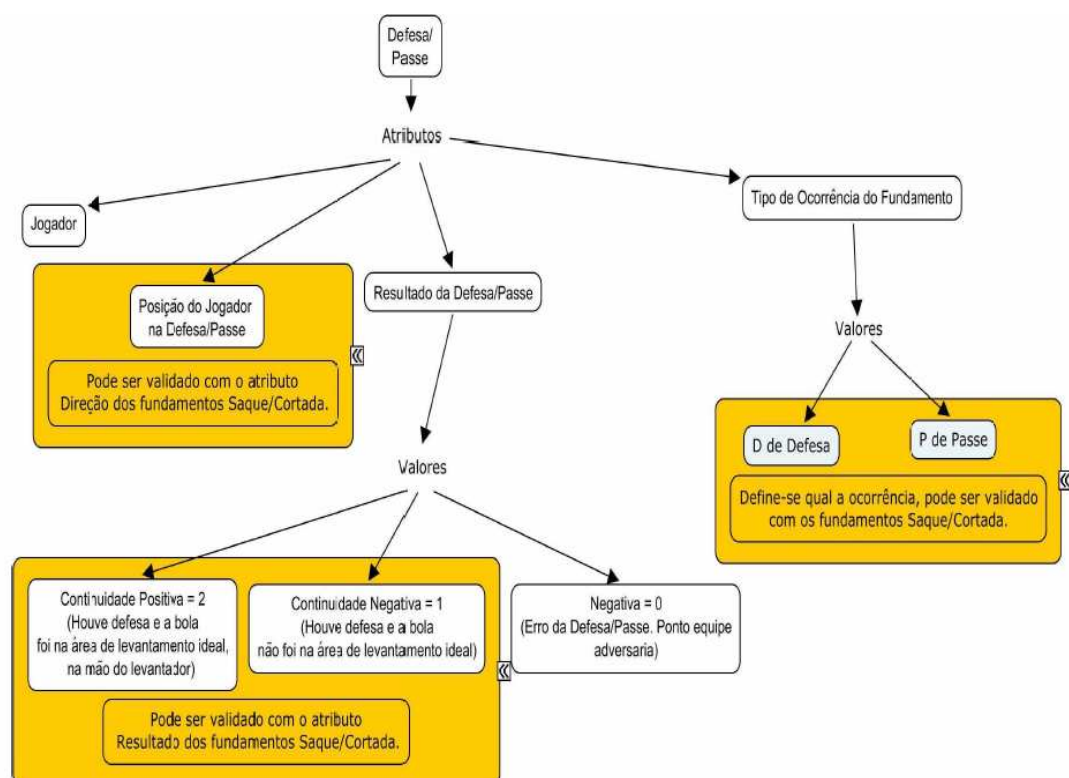 Defesa/
Passe
Atributos
Jogador
Posição do Jogador
na Defesa/Passe
Pode ser validado com o atributo
Direção dos fundamentos Saque/Cortada.
Resultado da Defesa/Passe
Valores
Continuidade Positiva = 2
(Houve defesa e a bola
foi na área de levantamento ideal,
na mão do levantador)
Continuidade Negativa = 1
(Houve defesa e a bola
não foi na área de levantamento ideal)
Negativa = 0
(Erro da Defesa/Passe. Ponto equipe
adversaria)
Pode ser validado com o atributo
Resultado dos fundamentos Saque/Cortada.
Tipo de Ocorrência do Fundamento
Valores
D de Defesa
P de Passe
Define-se qual a ocorrência, pode ser validado
com os fundamentos Saque/Cortada.